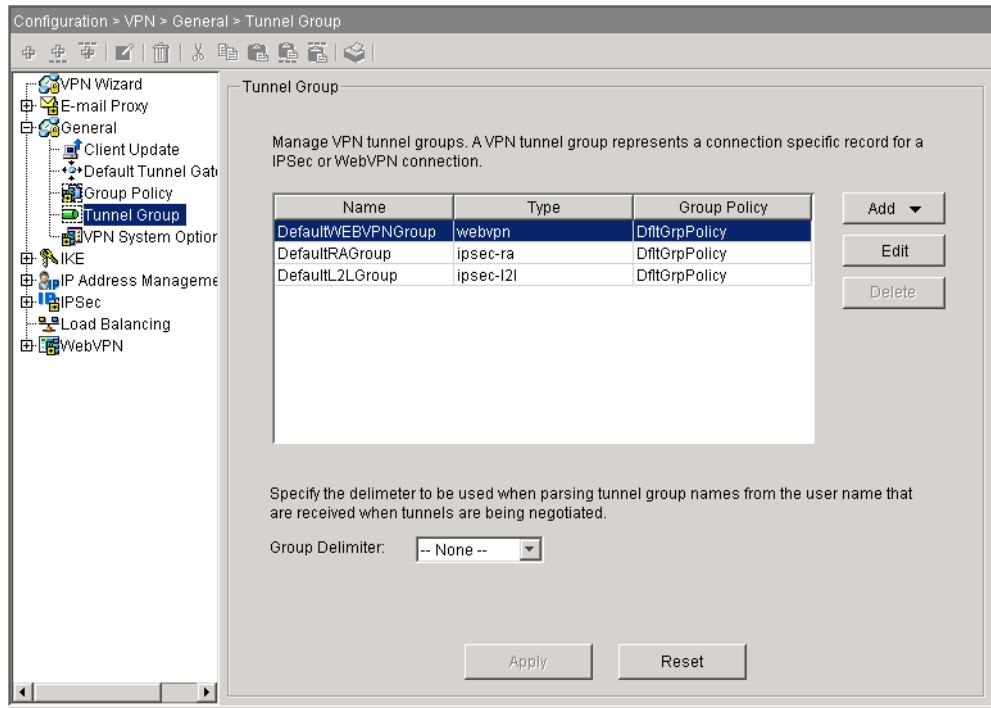 Configuration > VPN > General > Tunnel Group
VPN Wizard
E-mail Proxy
General
Client Update
Default Tunnel Gat
Group Policy
Tunnel Group
VPN System Option
IKE
IP Address Manageme
IPSec
Load Balancing
WebVPN
Tunnel Group
Manage VPN tunnel groups. A VPN tunnel group represents a connection specific record for a
IPSec or WebVPN connection.
Name Type Group Policy
DefaultWEBVPNGroup webvpn DfltGrpPolicy
DefaultRAGroup ipsec-ra DfltGrpPolicy
DefaultL2LGroup ipsec-l2l DfltGrpPolicy
Add
Edit
Delete
Specify the delimeter to be used when parsing tunnel group names from the user name that
are received when tunnels are being negotiated.
Group Delimiter: -- None --
Apply Reset